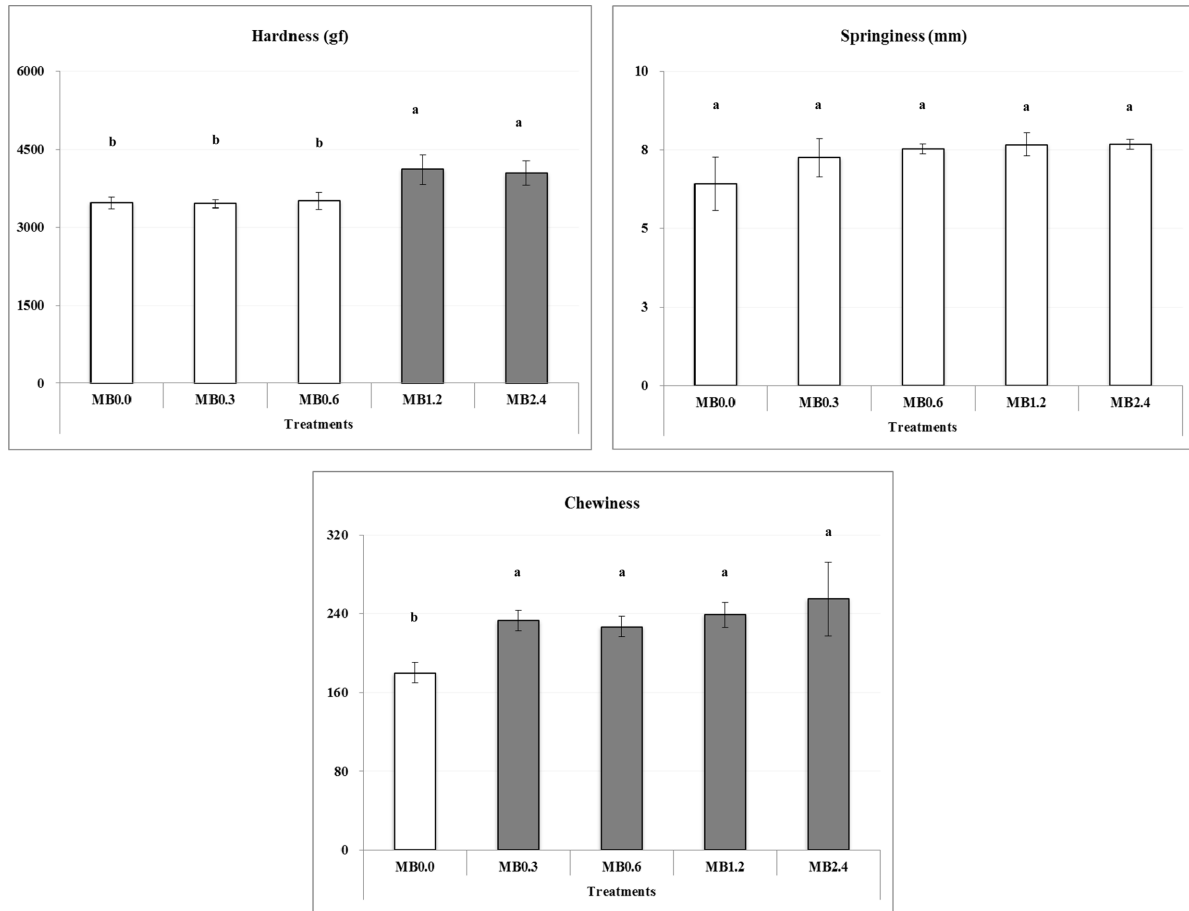 Hardness (gf)
6000
a
a
b
b
b
4500
3000
1500
0
MB0.0 MB0.3 MB0.6 MB1.2 MB2.4
Treatments
Springiness (mm)
10
a a a a a
8
5
3
0
MB0.0 MB0.3 MB0.6 MB1.2 MB2.4
Treatments
Chewiness
320
a
a a a
240
b
160
80
0
MB0.0 MB0.3 MB0.6 MB1.2 MB2.4
Treatments